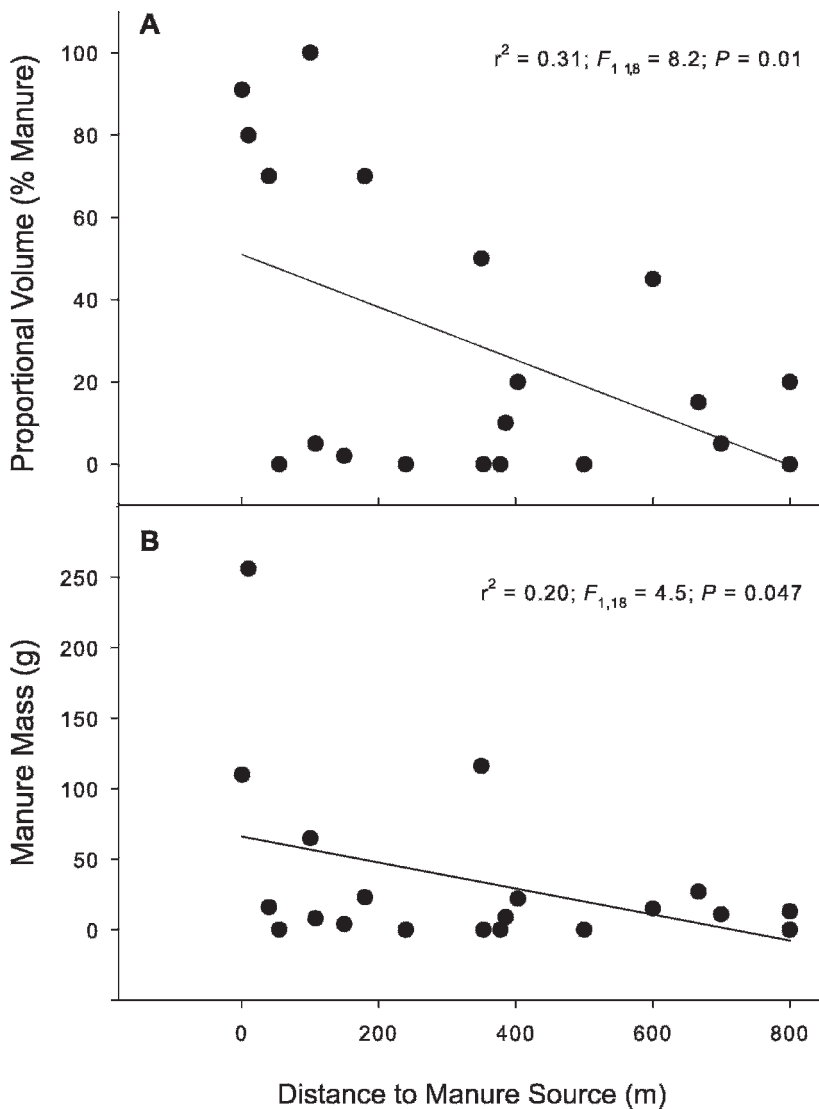 A
r² = 0.31; F₁ ₁,₈ = 8.2; P = 0.01
100
80
60
40
20
0
Proportional Volume (% Manure)
B
r² = 0.20; F₁,₁₈ = 4.5; P = 0.047
250
200
150
100
50
0
Manure Mass (g)
0 200 400 600 800
Distance to Manure Source (m)